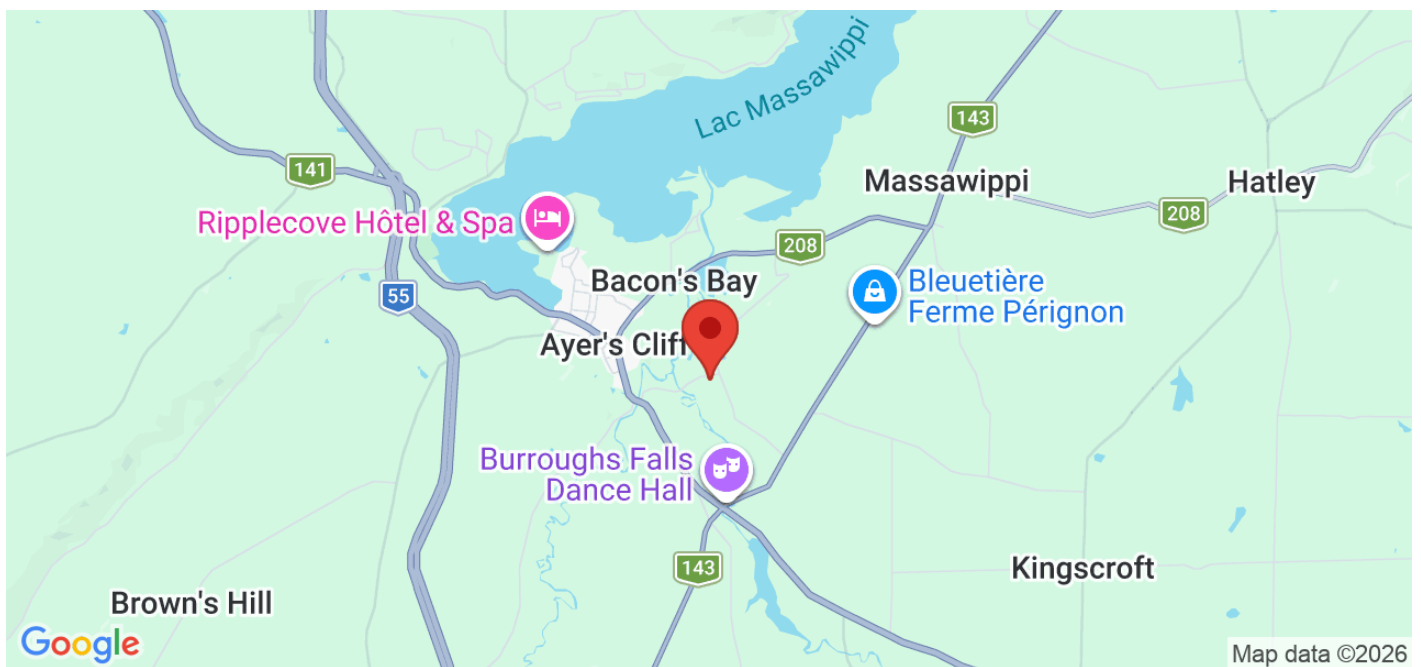 Lac Massawippi
143
141
Massawippi
Hatley
208
Ripplecove Hôtel & Spa
208
Bacon's Bay
55
Bleuetière
Ferme Pérignon
Ayer's Cliff
Burroughs Falls
Dance Hall
143
Kingscroft
Brown's Hill
Google
Map data ©2026